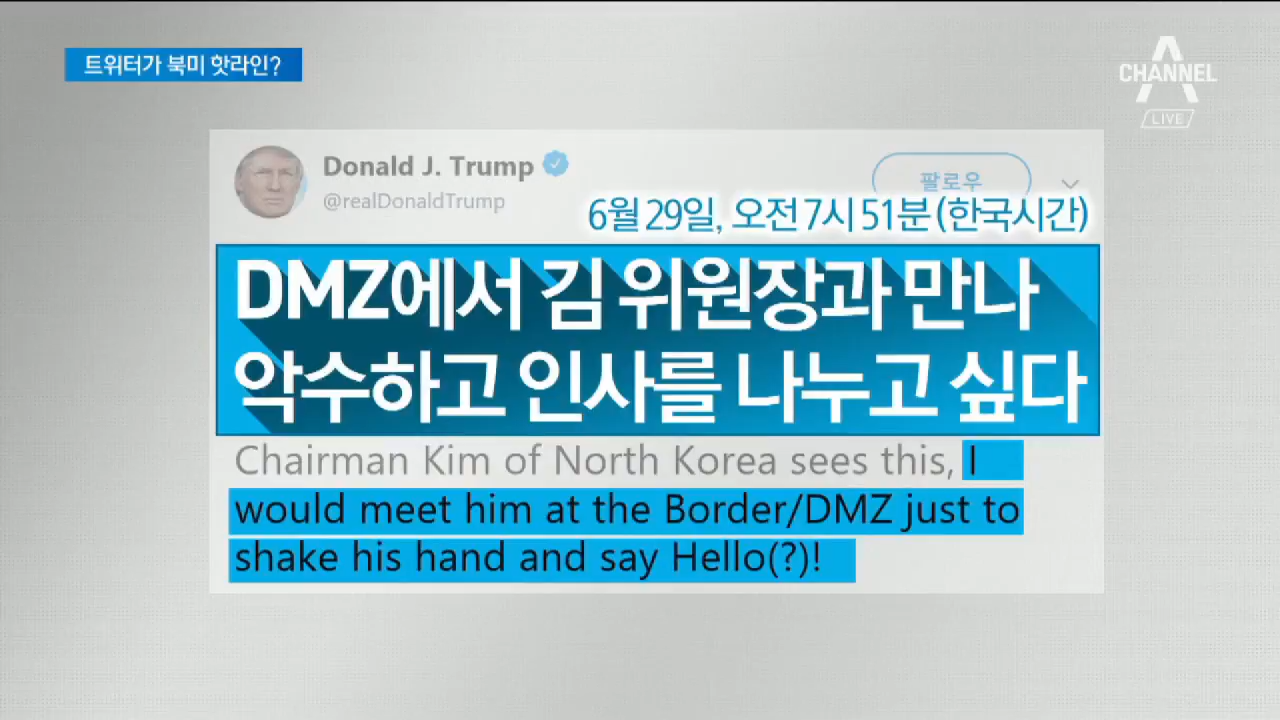 트위터가 북미 핫라인?
CHANNEL A
LIVE
Donald J. Trump
@realDonaldTrump
팔로우
6월 29일, 오전 7시 51분 (한국시간)
DMZ에서 김 위원장과 만나
악수하고 인사를 나누고 싶다
Chairman Kim of North Korea sees this, I
would meet him at the Border/DMZ just to
shake his hand and say Hello(?)!